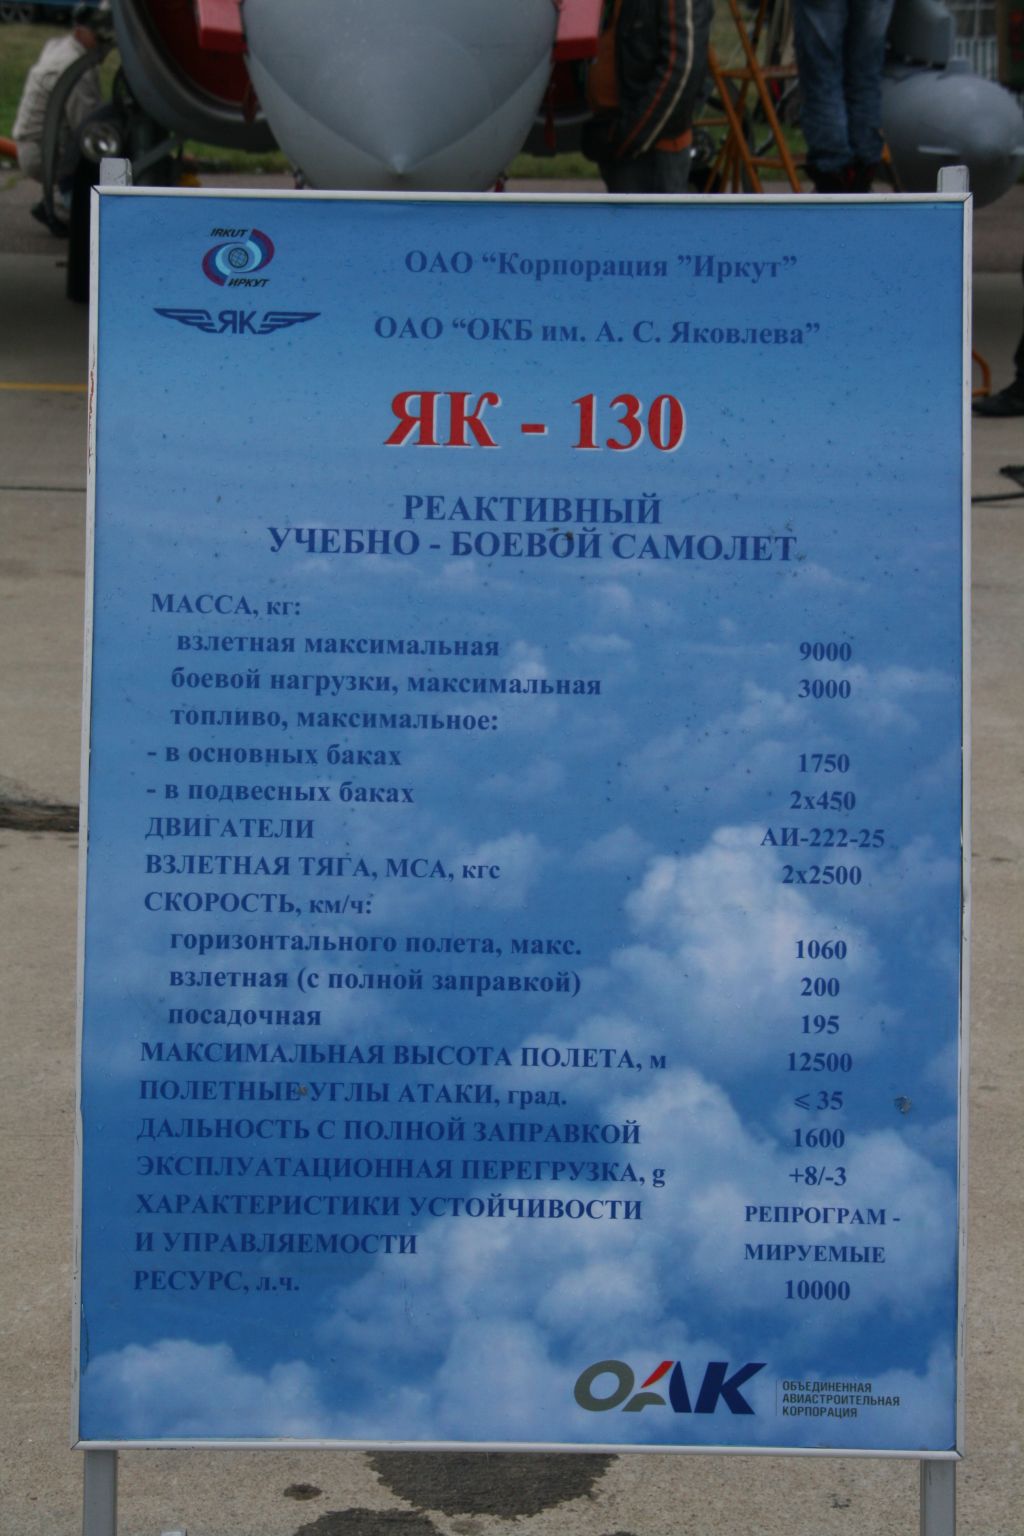 IRKUT
ИРКУТ
ОАО “Корпорация ”Иркут”
ЯК
ОАО “ОКБ им. А. С. Яковлева”
ЯК - 130
РЕАКТИВНЫЙ
УЧЕБНО - БОЕВОЙ САМОЛЕТ
МАССА, кг:
взлетная максимальная 9000
боевой нагрузки, максимальная 3000
топливо, максимальное:
- в основных баках 1750
- в подвесных баках 2х450
ДВИГАТЕЛИ АИ-222-25
ВЗЛЕТНАЯ ТЯГА, МСА, кгс 2х2500
СКОРОСТЬ, км/ч:
горизонтального полета, макс. 1060
взлетная (с полной заправкой) 200
посадочная 195
МАКСИМАЛЬНАЯ ВЫСОТА ПОЛЕТА, м 12500
ПОЛЕТНЫЕ УГЛЫ АТАКИ, град. ⩽ 35
ДАЛЬНОСТЬ С ПОЛНОЙ ЗАПРАВКОЙ 1600
ЭКСПЛУАТАЦИОННАЯ ПЕРЕГРУЗКА, g +8/-3
ХАРАКТЕРИСТИКИ УСТОЙЧИВОСТИ РЕПРОГРАМ -
И УПРАВЛЯЕМОСТИ МИРУЕМЫЕ
РЕСУРС, л.ч. 10000
ОАК
ОБЪЕДИНЕННАЯ
АВИАСТРОИТЕЛЬНАЯ
КОРПОРАЦИЯ